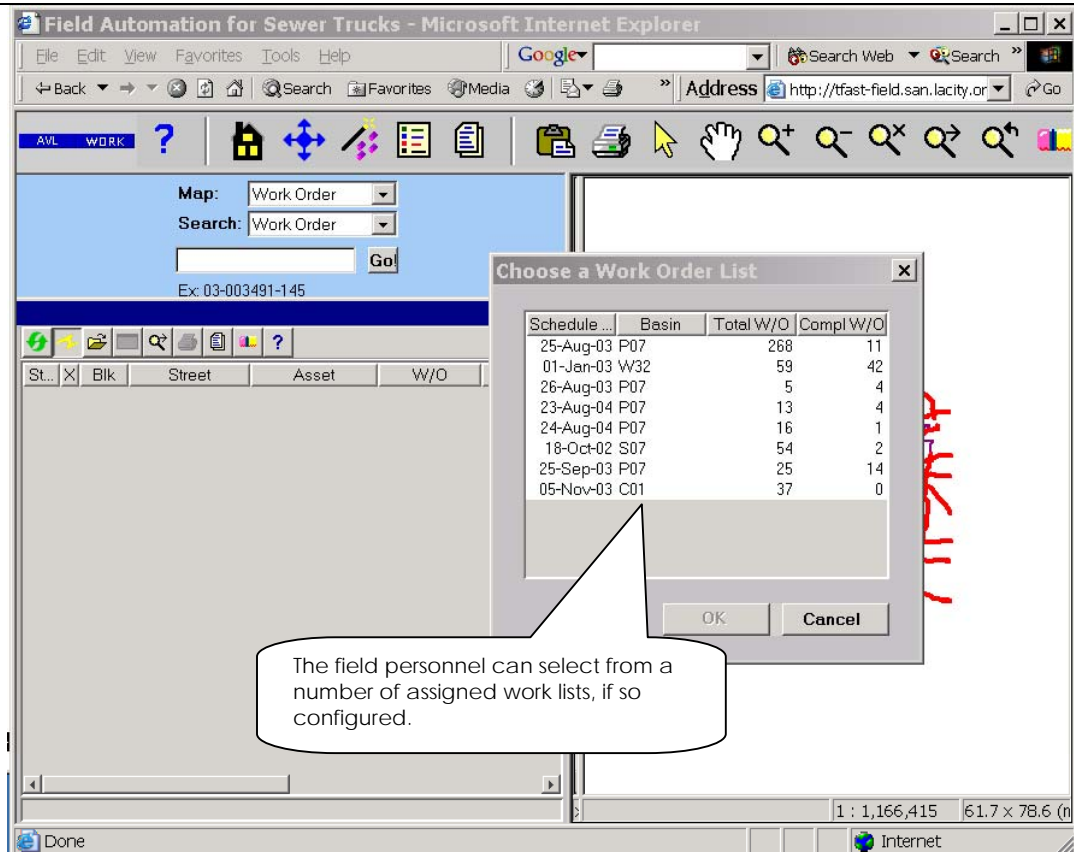 Field Automation for Sewer Trucks - Microsoft Internet Explorer
File Edit View Favorites Tools Help Google Search Web Search »
Back Search Favorites Media » Address http://tfast-field.san.lacity.or Go
AVL WORK ?
Map: Work Order
Search: Work Order
Go!
Ex: 03-003491-145
?
St... X Blk Street Asset W/O
Choose a Work Order List
Schedule ... Basin Total W/O Compl W/O
25-Aug-03 P07 268 11
01-Jan-03 W32 59 42
26-Aug-03 P07 5 4
23-Aug-04 P07 13 4
24-Aug-04 P07 16 1
18-Oct-02 S07 54 2
25-Sep-03 P07 25 14
05-Nov-03 C01 37 0
OK Cancel
The field personnel can select from a
number of assigned work lists, if so
configured.
1 : 1,166,415 61.7 x 78.6 (n
Done Internet